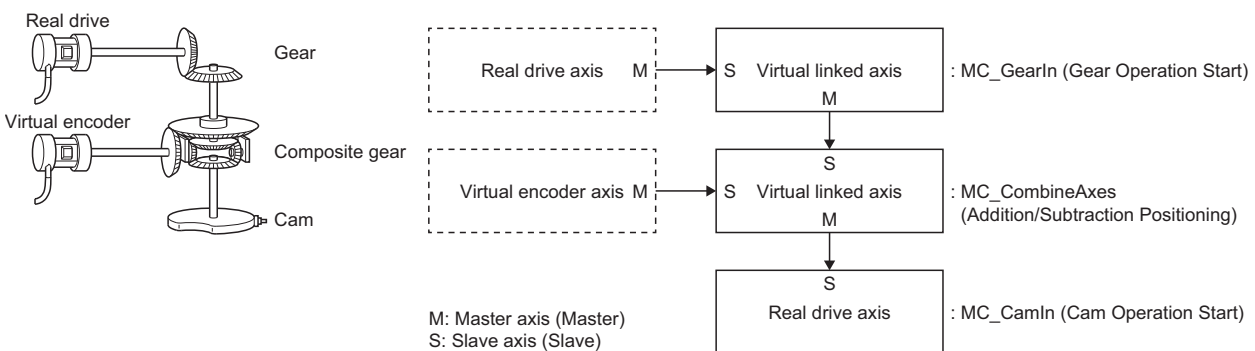 Real drive
Gear
Virtual encoder
Composite gear
Cam
Real drive axis M
S Virtual linked axis
M
: MC_GearIn (Gear Operation Start)
Virtual encoder axis M
S
S Virtual linked axis
M
: MC_CombineAxes
(Addition/Subtraction Positioning)
S
Real drive axis
: MC_CamIn (Cam Operation Start)
M: Master axis (Master)
S: Slave axis (Slave)